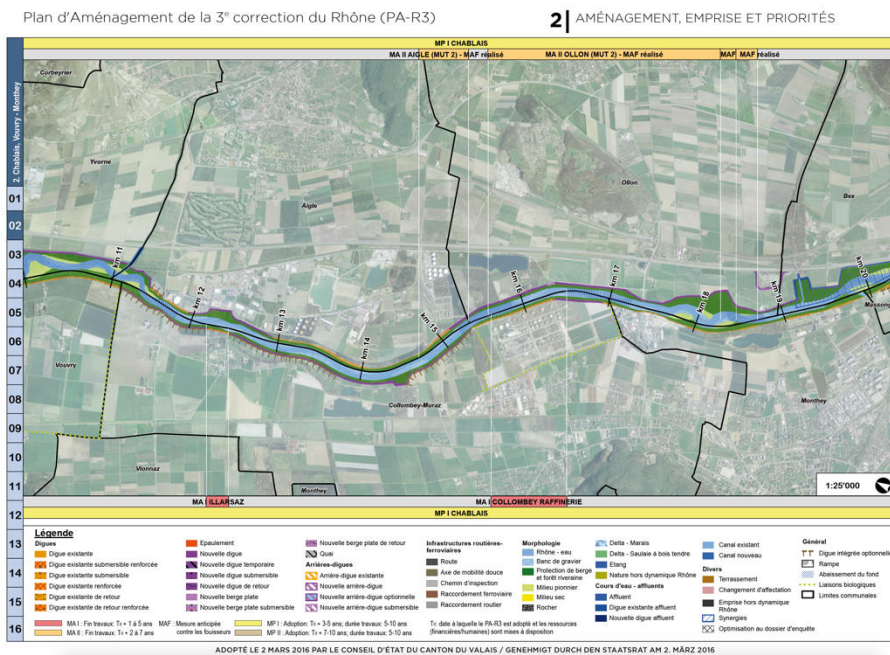 Plan d'Aménagement de la 3e correction du Rhône (PA-R3)
2| AMÉNAGEMENT, EMPRISE ET PRIORITÉS
MP I CHABLAIS
MA II AIGLE (MUT 2) - MAF réalisé
MA II OLLON (MUT 2) - MAF réalisé
MAF
MAF réalisé
2. Chablais, Vouvry - Monthey
01
02
03
04
05
06
07
08
09
10
11
12
13
14
15
16
Corbeyrier
Yvorne
Aigle
Ollon
Bex
km 11
km 12
km 13
km 14
km 15
km 16
km 17
km 18
km 19
km 20
Massong
Vouvry
Collombey-Muraz
Monthey
Vionnaz
Monthey
1:25'000
MA I ILLARSAZ
MA I COLLOMBEY RAFFINERIE
MP I CHABLAIS
Légende
Digues
Digue existante
Digue existante submersible renforcée
Digue existante submersible
Digue existante renforcée
Digue existante de retour
Digue existante de retour renforcée
Epaulement
Nouvelle digue
Nouvelle digue temporaire
Nouvelle digue submersible
Nouvelle digue de retour
Nouvelle berge plate
Nouvelle berge plate submersible
Nouvelle berge plate de retour
Quai
Arrières-digues
Arrière-digue existante
Nouvelle arrière-digue
Nouvelle arrière-digue optionnelle
Nouvelle arrière-digue submersible
Infrastructures routières-
ferroviaires
Route
Axe de mobilité douce
Chemin d'inspection
Raccordement ferroviaire
Raccordement routier
Morphologie
Rhône - eau
Banc de gravier
Protection de berge
et forêt riveraine
Milieu pionnier
Milieu sec
Rocher
Delta - Marais
Delta - Saulaie à bois tendre
Etang
Nature hors dynamique Rhône
Cours d'eau - affluents
Affluent
Digue existante affluent
Nouvelle digue affluent
Canal existant
Canal nouveau
Divers
Terrassement
Changement d'affectation
Emprise hors dynamique
Rhône
Synergies
Optimisation au dossier d'enquête
Général
Digue intégrée optionnelle
Rampe
Abaissement du fond
Liaisons biologiques
Limites communales
MA I : Fin travaux: T0 + 1 à 5 ans
MA II : Fin travaux: T0 + 2 à 7 ans
MAF : Mesure anticipée
contre les fouisseurs
MP I : Adoption: T0 + 3-5 ans; durée travaux: 5-10 ans
MP II : Adoption: T0 + 7-10 ans; durée travaux: 5-10 ans
T0: date à laquelle le PA-R3 est adopté et les ressources
(financières/humaines) sont mises à disposition
ADOPTÉ LE 2 MARS 2016 PAR LE CONSEIL D'ÉTAT DU CANTON DU VALAIS / GENEHMIGT DURCH DEN STAATSRAT AM 2. MÄRZ 2016